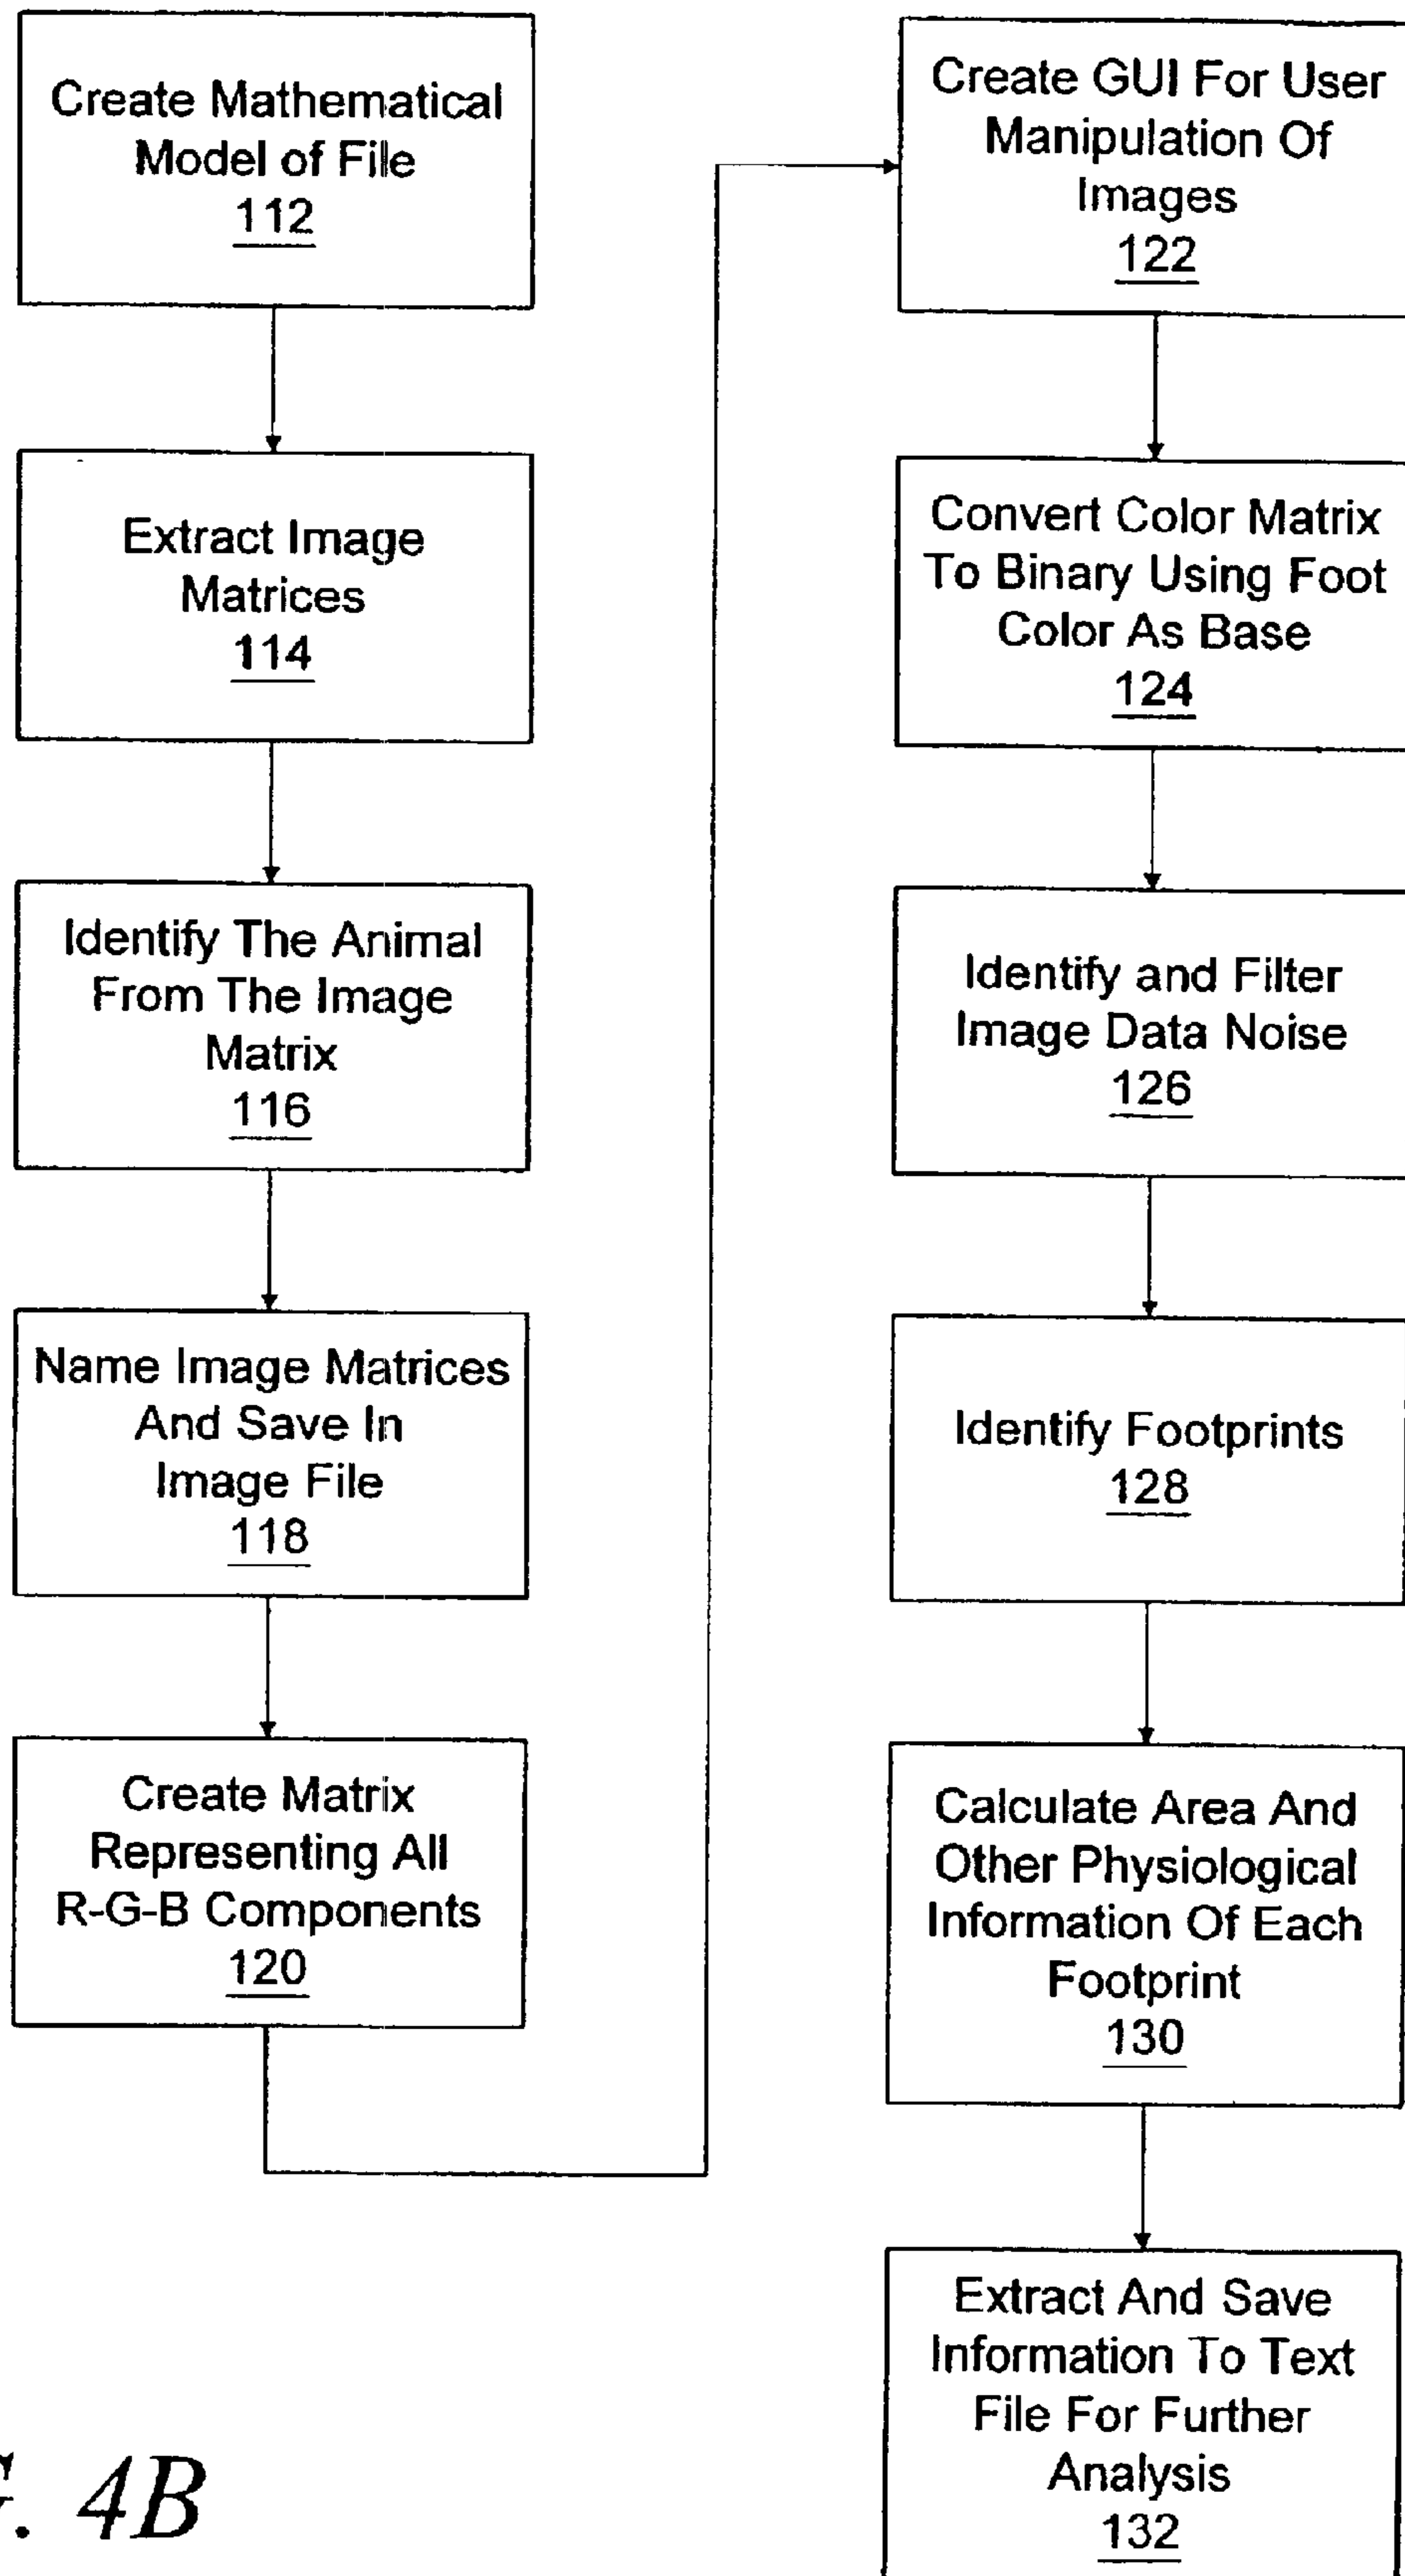 Create Mathematical
Model of File
112
Extract Image
Matrices
114
Identify The Animal
From The Image
Matrix
116
Name Image Matrices
And Save In
Image File
118
Create Matrix
Representing All
R-G-B Components
120
Create GUI For User
Manipulation Of
Images
122
Convert Color Matrix
To Binary Using Foot
Color As Base
124
Identify and Filter
Image Data Noise
126
Identify Footprints
128
Calculate Area And
Other Physiological
Information Of Each
Footprint
130
Extract And Save
Information To Text
File For Further
Analysis
132
4B